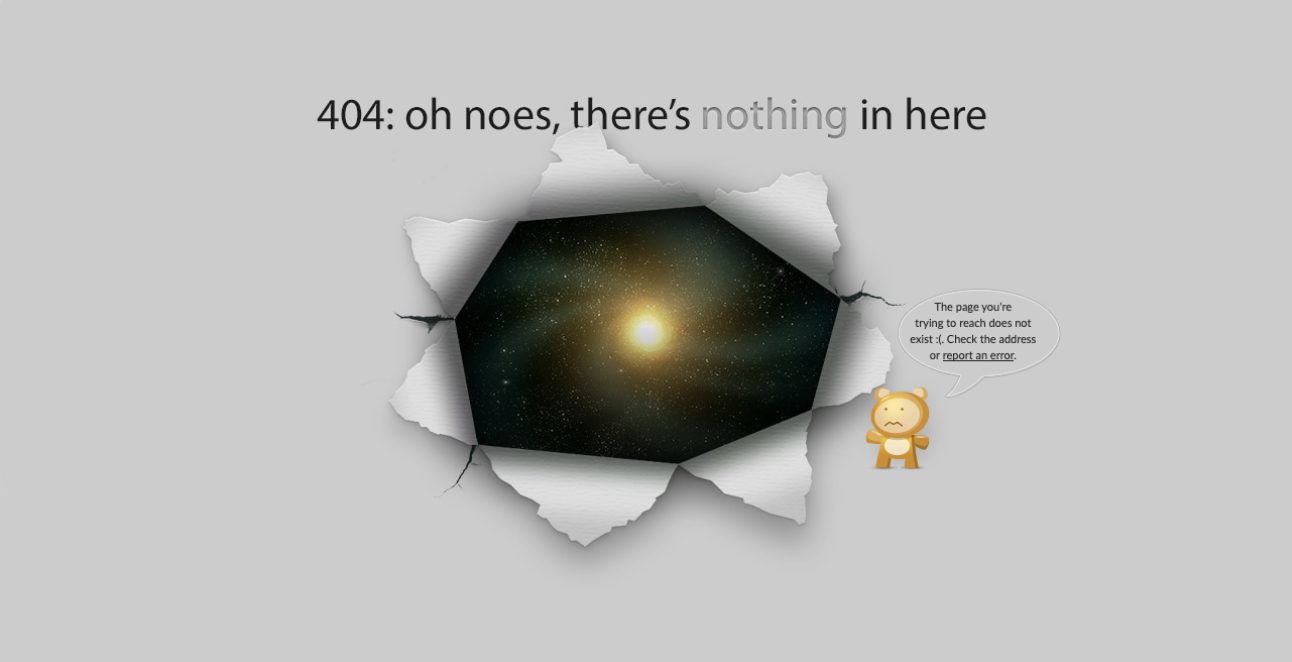 404: oh noes, there’s nothing in here
The page you’re
trying to reach does not
exist :(. Check the address
or report an error.